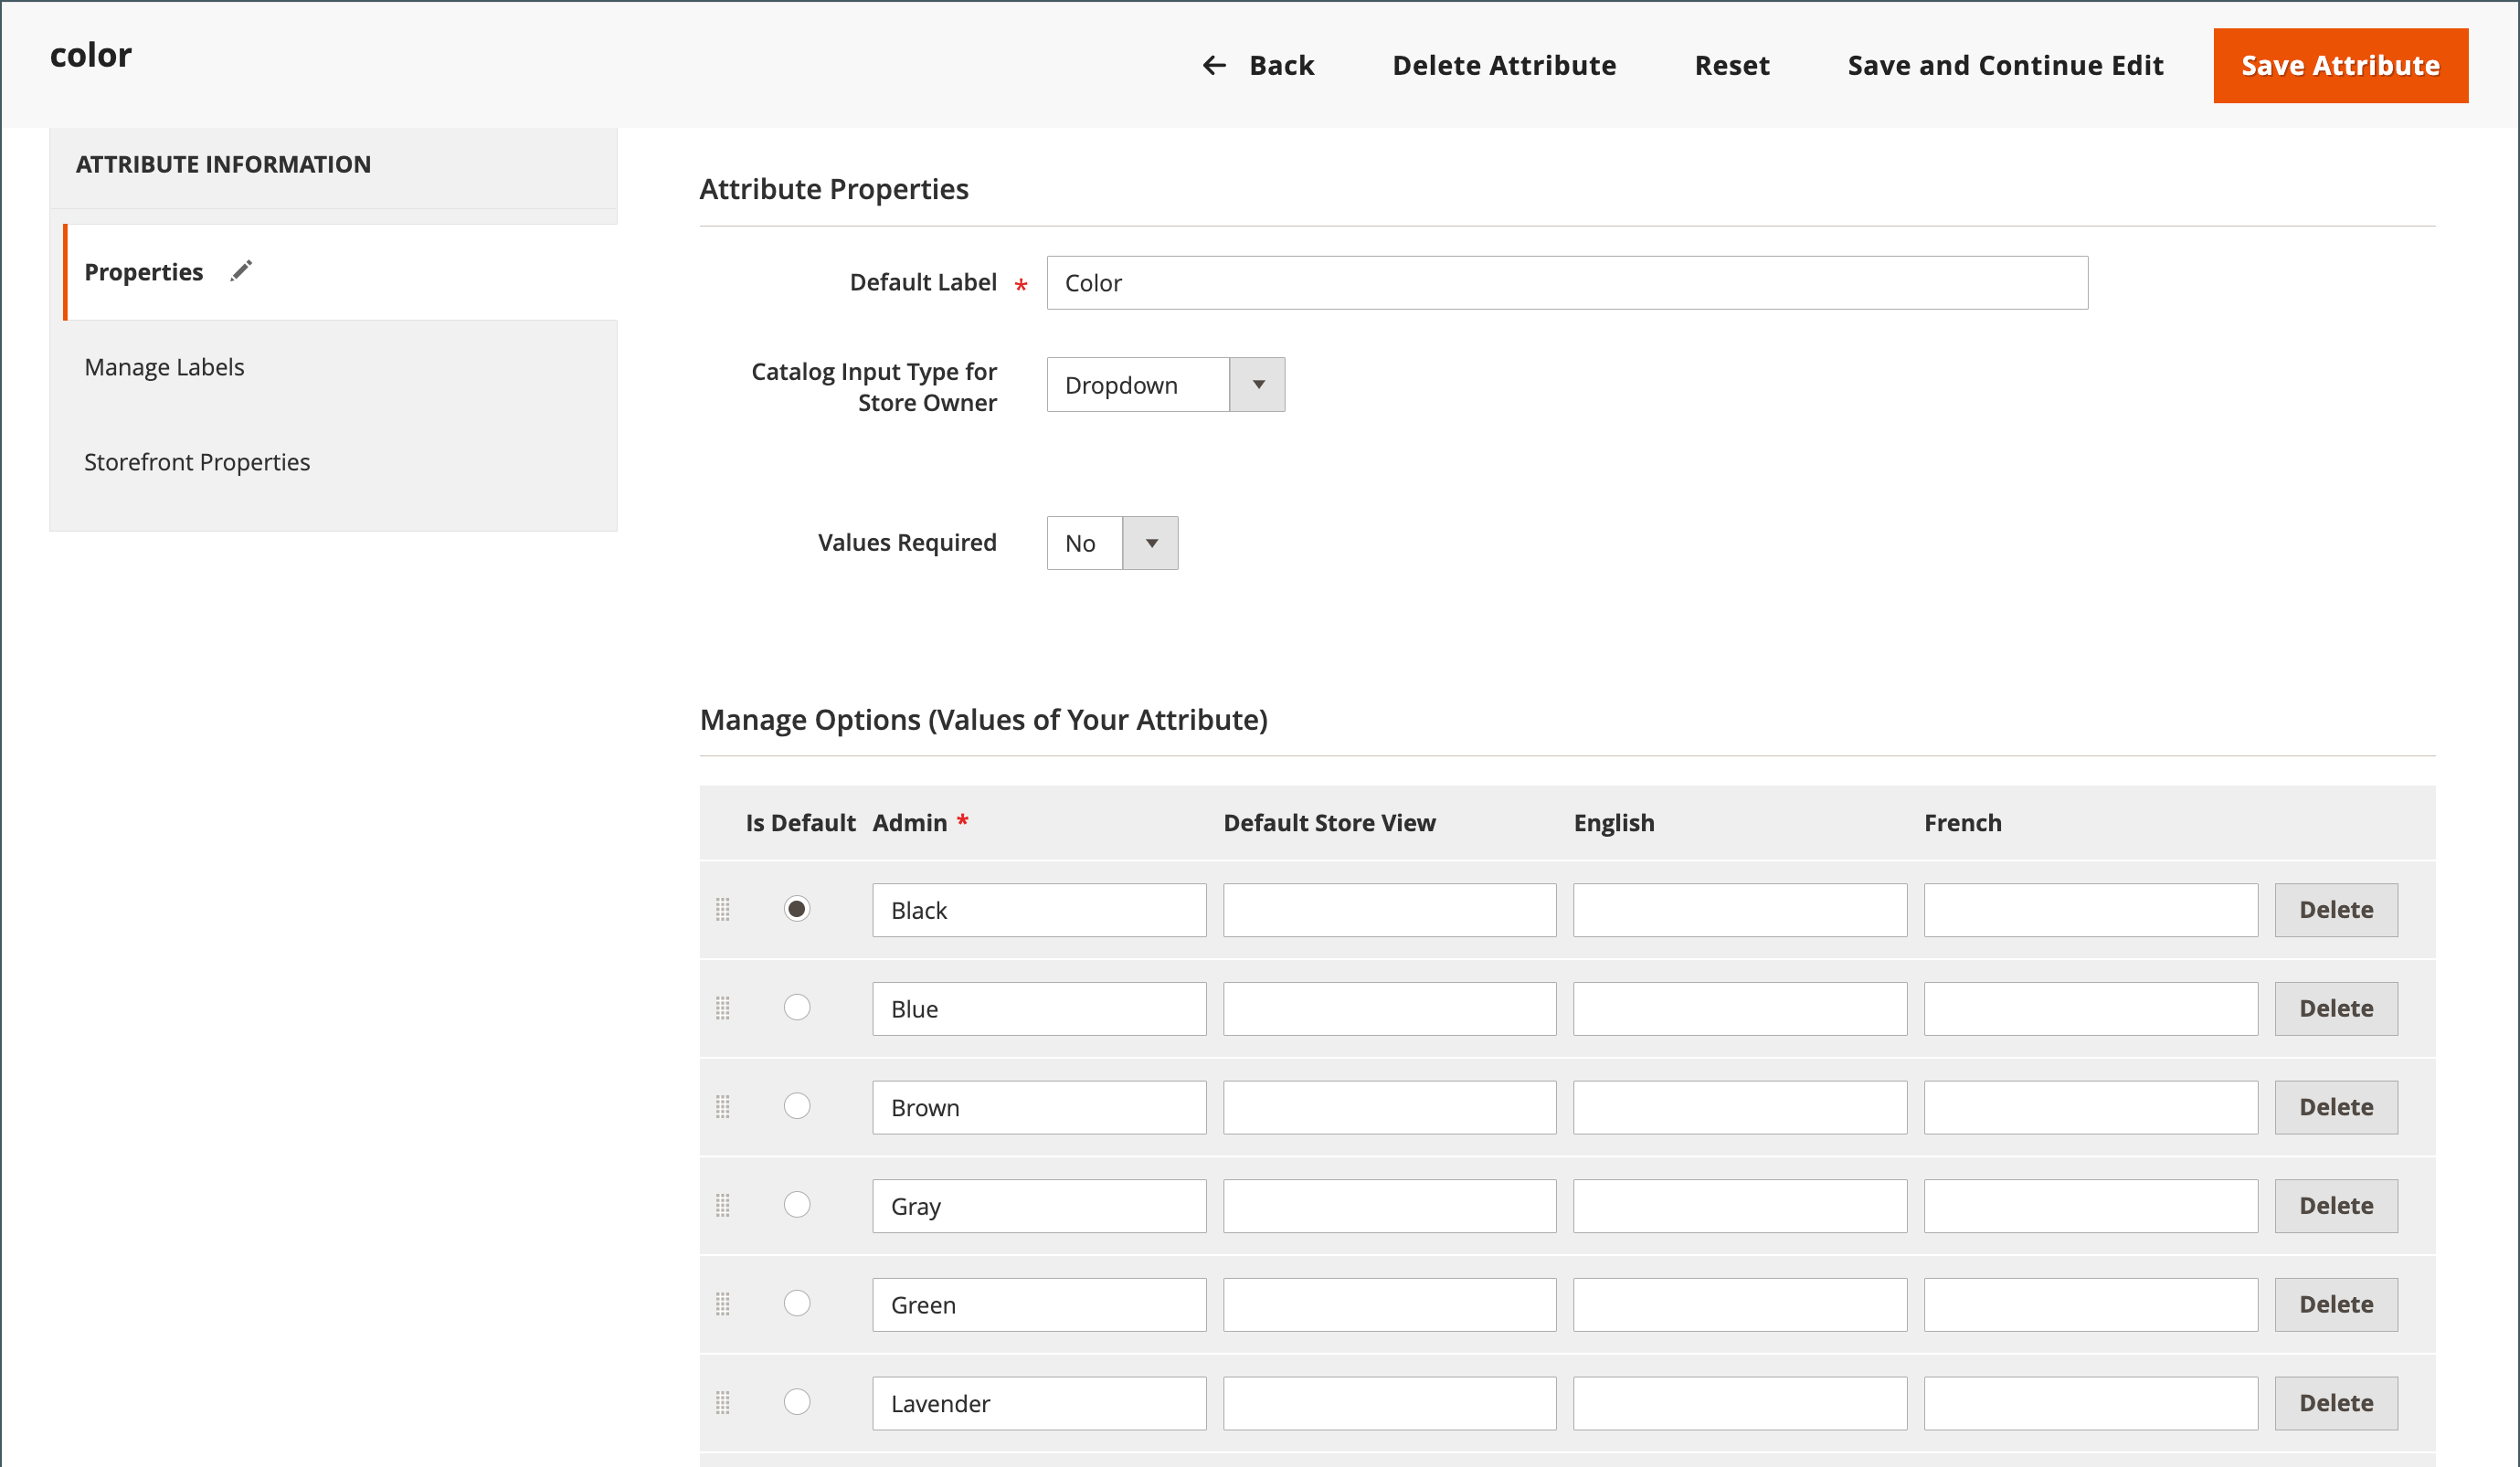 color
← Back
Delete Attribute
Reset
Save and Continue Edit
Save Attribute
ATTRIBUTE INFORMATION
Properties
Manage Labels
Storefront Properties
Attribute Properties
Default Label *
Color
Catalog Input Type for
Store Owner
Dropdown
Values Required
No
Manage Options (Values of Your Attribute)
Is Default Admin * Default Store View English French
Black Delete
Blue Delete
Brown Delete
Gray Delete
Green Delete
Lavender Delete